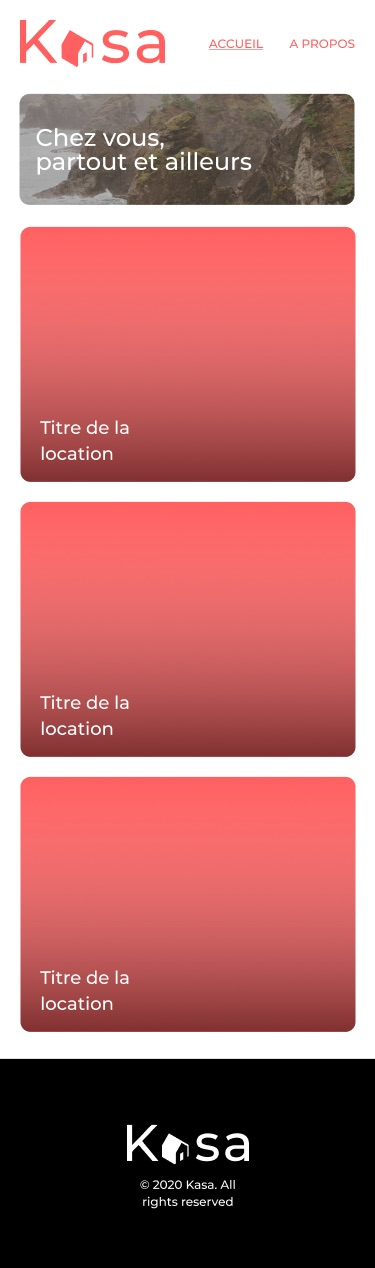 Kasa
ACCUEIL A PROPOS
Chez vous,
partout et ailleurs
Titre de la
location
Titre de la
location
Titre de la
location
Kasa
© 2020 Kasa. All
rights reserved